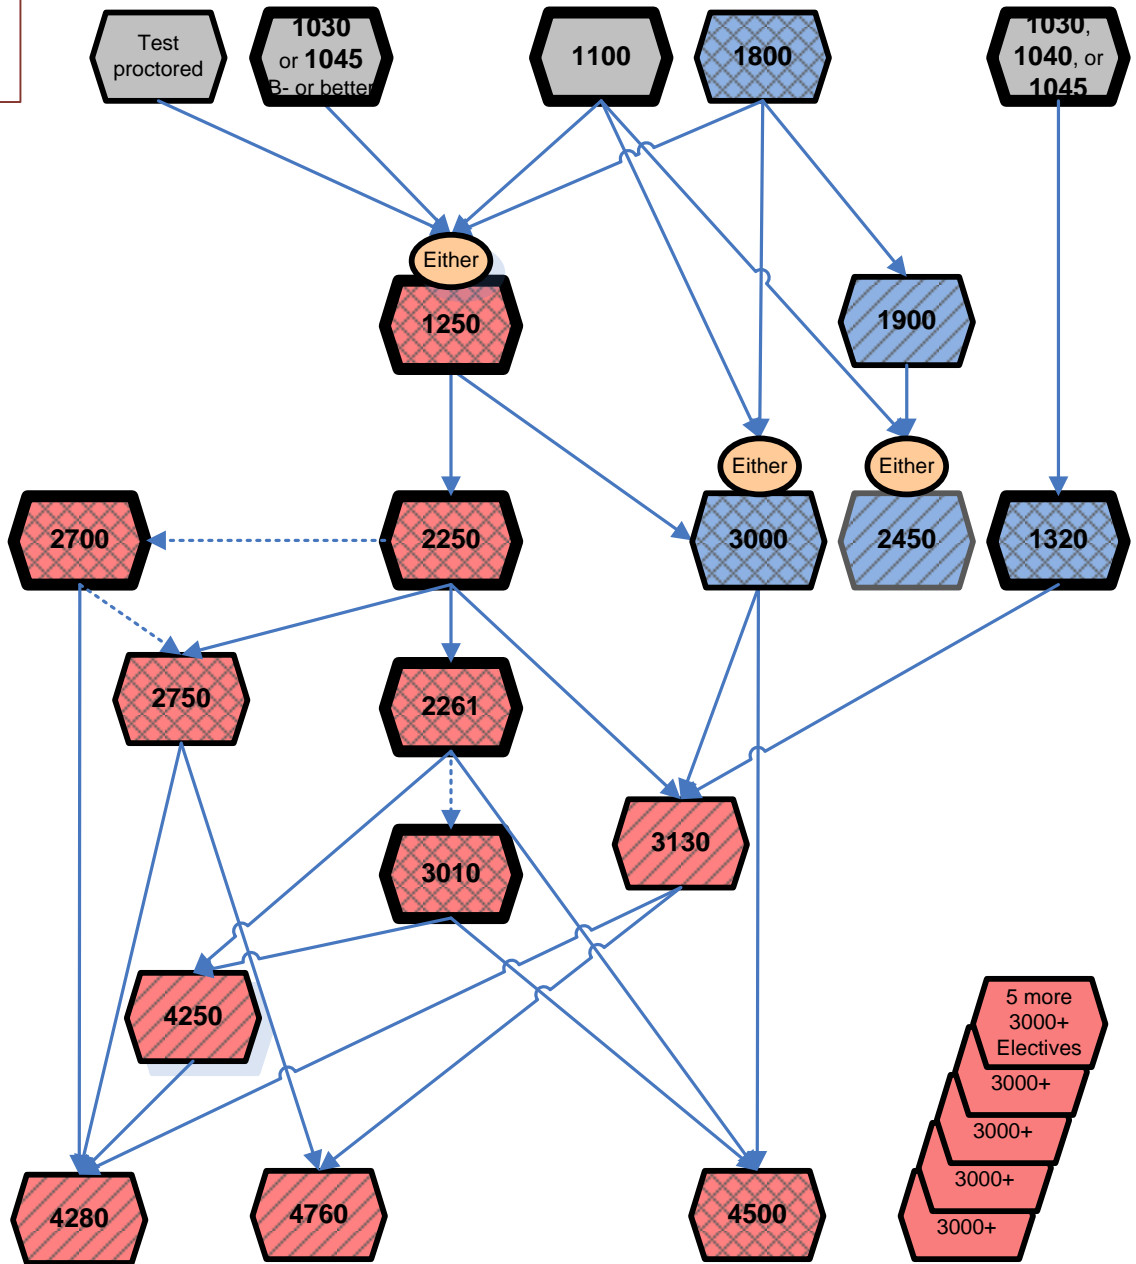 Test
proctored
1030
or 1045
B- or better
1100
1800
1030,
1040, or
1045
Either
1250
1900
Either
Either
2700
2250
3000
2450
1320
2750
2261
3130
3010
4250
5 more
3000+
Electives
3000+
3000+
3000+
3000+
4280
4760
4500